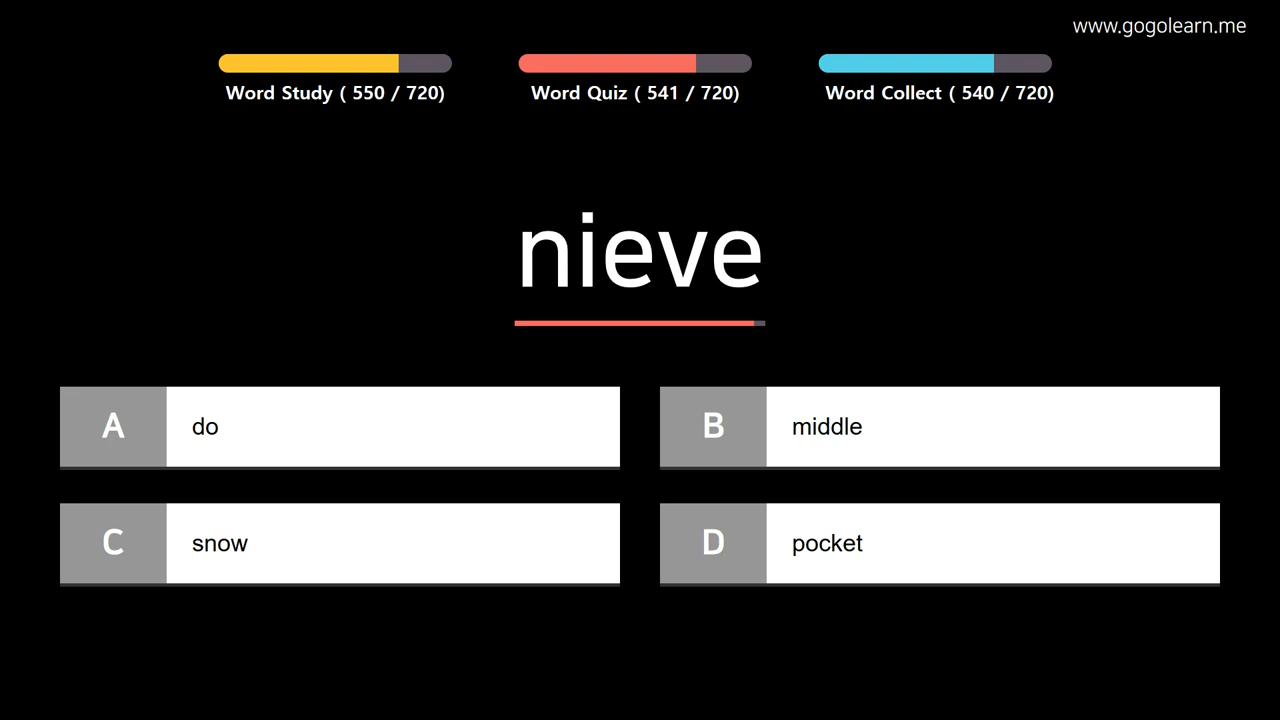 www.gogolearn.me
Word Study ( 550 / 720)
Word Quiz ( 541 / 720)
Word Collect ( 540 / 720)
nieve
A do
B middle
C snow
D pocket